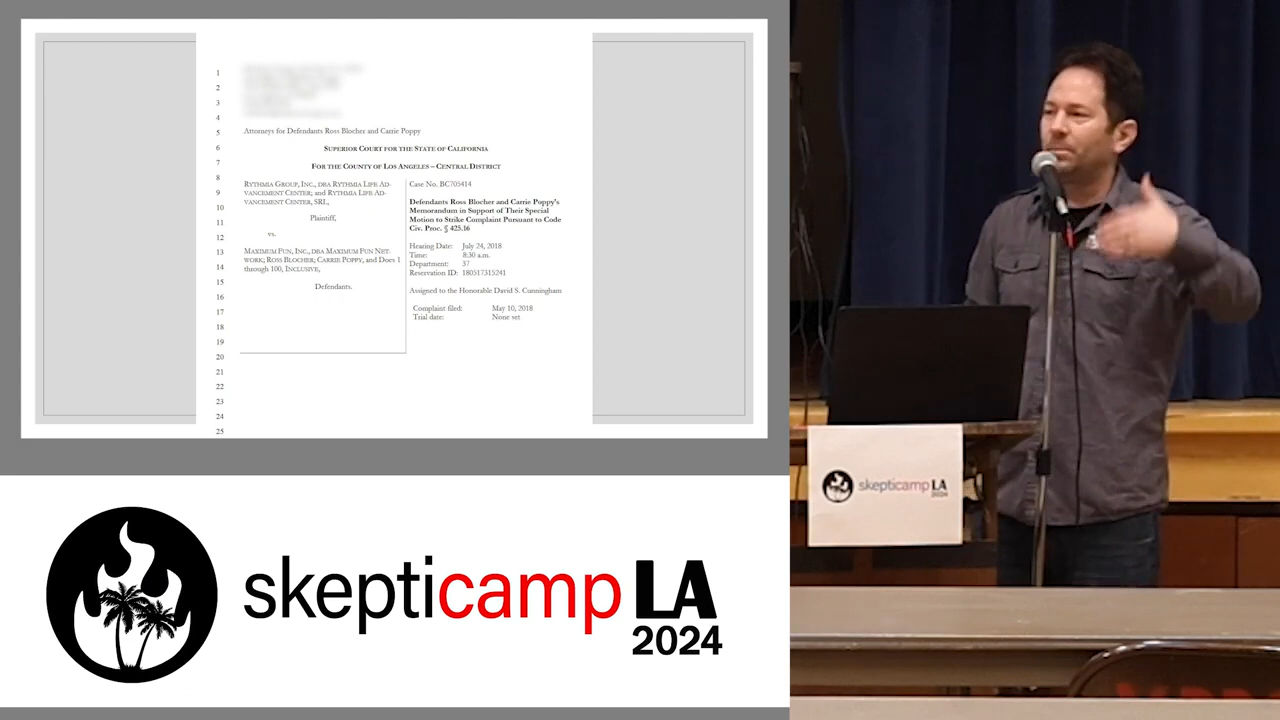 1
2
3
4
5 Attorneys for Defendants Ross Blocher and Carrie Poppy
6 SUPERIOR COURT FOR THE STATE OF CALIFORNIA
7 FOR THE COUNTY OF LOS ANGELES – CENTRAL DISTRICT
8
9
10
11
12
13
14
15
16
17
18
19
20
21
22
23
24
25
RYTHMIA GROUP, INC., DBA RYTHMIA LIFE AD-
VANCEMENT CENTER; and RYTHMIA LIFE AD-
VANCEMENT CENTER, SRL,
Plaintiff,
vs.
MAXIMUM FUN, INC., DBA MAXIMUM FUN NET-
WORK; ROSS BLOCHER; CARRIE POPPY, and Does 1
through 100, INCLUSIVE,
Defendants.
Case No. BC705414
Defendants Ross Blocher and Carrie Poppy's
Memorandum in Support of Their Special
Motion to Strike Complaint Pursuant to Code
Civ. Proc. § 425.16
Hearing Date: July 24, 2018
Time: 8:30 a.m.
Department: 37
Reservation ID: 180517315241
Assigned to the Honorable David S. Cunningham
Complaint filed: May 10, 2018
Trial date: None set
skepticamp LA
2024
skepticamp LA
2024